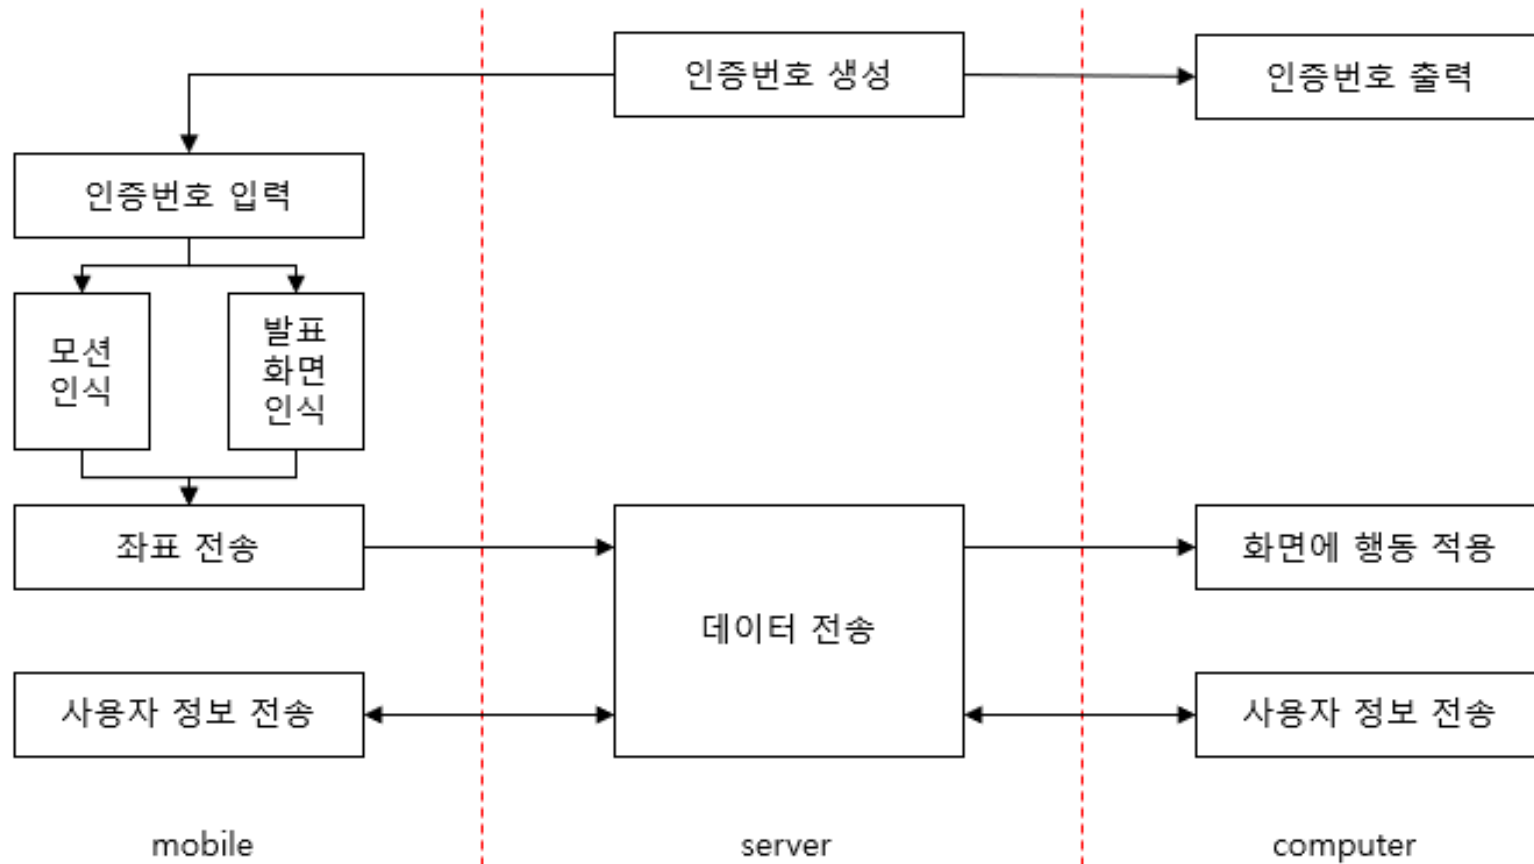 인증번호 생성
인증번호 출력
인증번호 입력
모션
인식
발표
화면
인식
좌표 전송
데이터 전송
화면에 행동 적용
사용자 정보 전송
사용자 정보 전송
mobile
server
computer